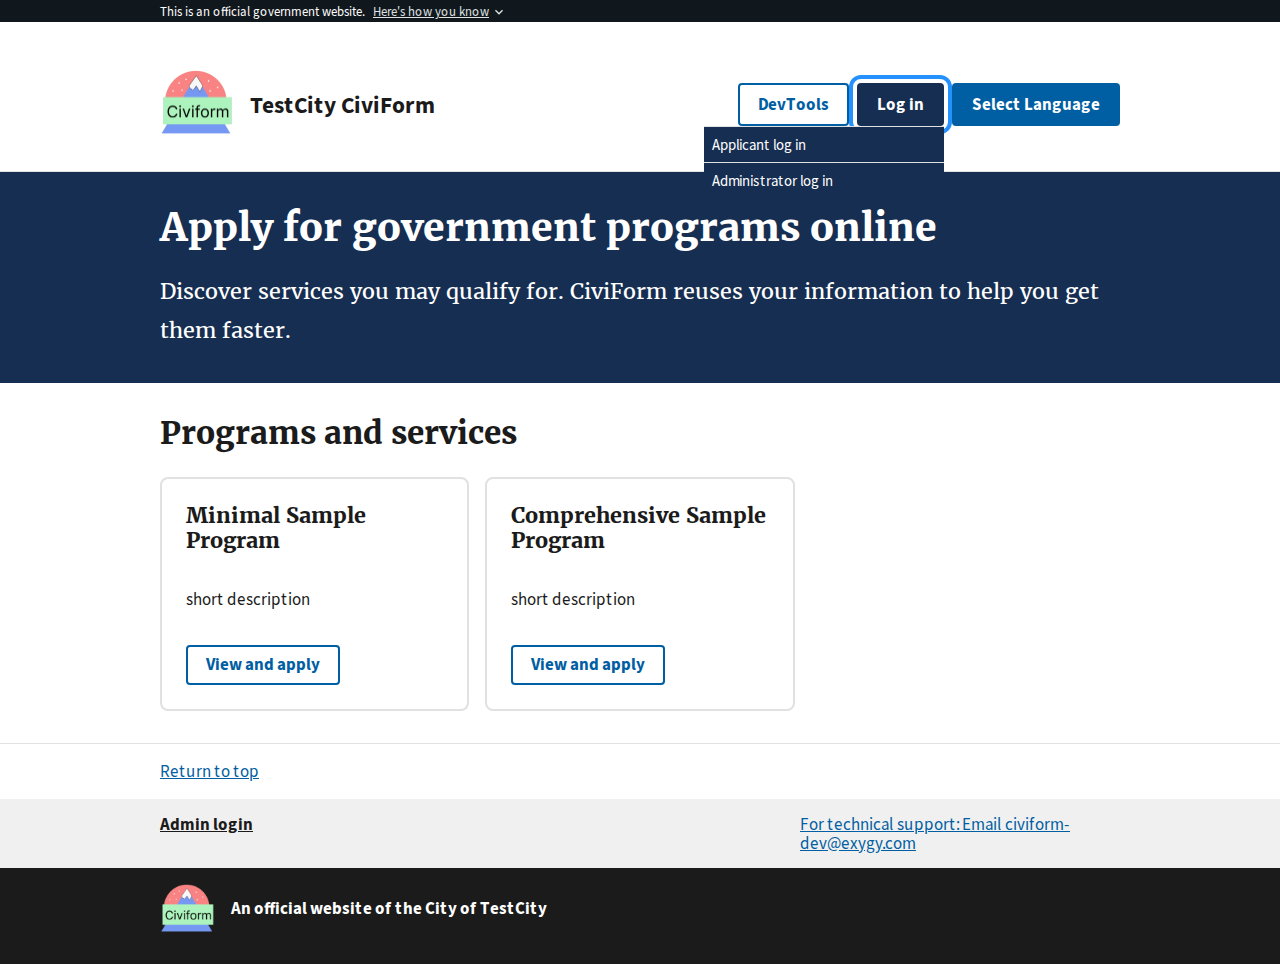 This is an official government website. Here's how you know
Civiform
TestCity CiviForm
DevTools
Log in
Select Language
Applicant log in
Administrator log in
Apply for government programs online
Discover services you may qualify for. CiviForm reuses your information to help you get
them faster.
Programs and services
Minimal Sample
Program
short description
View and apply
Comprehensive Sample
Program
short description
View and apply
Return to top
Admin login
For technical support: Email civiform-
dev@exygy.com
Civiform
An official website of the City of TestCity